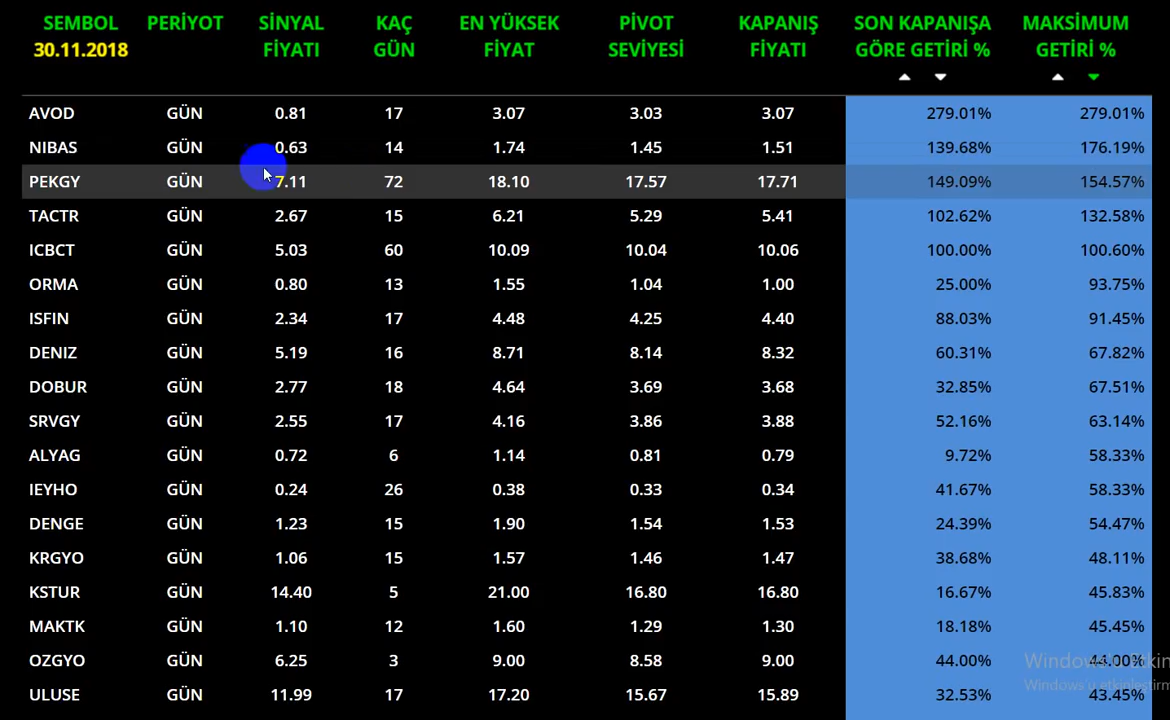 SEMBOL PERİYOT SİNYAL KAÇ EN YÜKSEK PİVOT KAPANIŞ SON KAPANIŞA MAKSİMUM
30.11.2018 FİYATI GÜN FİYAT SEVİYESİ FİYATI GÖRE GETİRİ % GETİRİ %
AVOD GÜN 0.81 17 3.07 3.03 3.07 279.01% 279.01%
NIBAS GÜN 0.63 14 1.74 1.45 1.51 139.68% 176.19%
PEKGY GÜN 7.11 72 18.10 17.57 17.71 149.09% 154.57%
TACTR GÜN 2.67 15 6.21 5.29 5.41 102.62% 132.58%
ICBCT GÜN 5.03 60 10.09 10.04 10.06 100.00% 100.60%
ORMA GÜN 0.80 13 1.55 1.04 1.00 25.00% 93.75%
ISFIN GÜN 2.34 17 4.48 4.25 4.40 88.03% 91.45%
DENIZ GÜN 5.19 16 8.71 8.14 8.32 60.31% 67.82%
DOBUR GÜN 2.77 18 4.64 3.69 3.68 32.85% 67.51%
SRVGY GÜN 2.55 17 4.16 3.86 3.88 52.16% 63.14%
ALYAG GÜN 0.72 6 1.14 0.81 0.79 9.72% 58.33%
IEYHO GÜN 0.24 26 0.38 0.33 0.34 41.67% 58.33%
DENGE GÜN 1.23 15 1.90 1.54 1.53 24.39% 54.47%
KRGYO GÜN 1.06 15 1.57 1.46 1.47 38.68% 48.11%
KSTUR GÜN 14.40 5 21.00 16.80 16.80 16.67% 45.83%
MAKTK GÜN 1.10 12 1.60 1.29 1.30 18.18% 45.45%
OZGYO GÜN 6.25 3 9.00 8.58 9.00 44.00% 44.00%
Windows'u Etkin
Windows'u etkinleştirm
ULUSE GÜN 11.99 17 17.20 15.67 15.89 32.53% 43.45%